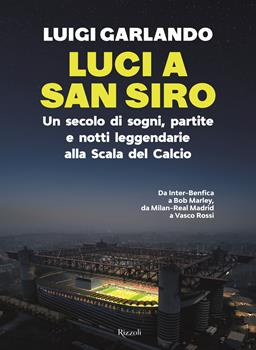 LUIGI GARLANDO
LUCI A
SAN SIRO
Un secolo di sogni, partite
e notti leggendarie
alla Scala del Calcio
Da Inter-Benfica
a Bob Marley,
da Milan-Real Madrid
a Vasco Rossi
Rizzoli